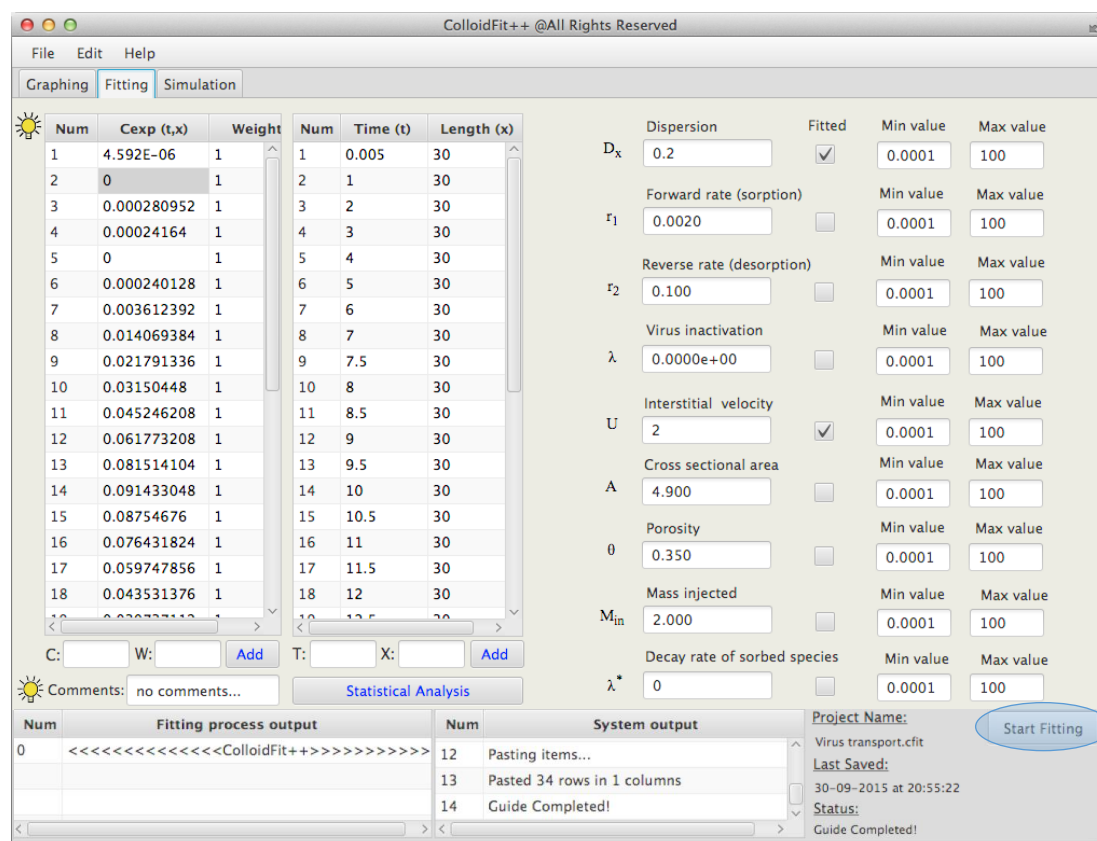 ColloidFit++ @All Rights Reserved
File Edit Help
Graphing Fitting Simulation
Num Cexp (t,x) Weight Num Time (t) Length (x)
1 4.592E-06 1 1 0.005 30
2 0 1 2 1 30
3 0.000280952 1 3 2 30
4 0.00024164 1 4 3 30
5 0 1 5 4 30
6 0.000240128 1 6 5 30
7 0.003612392 1 7 6 30
8 0.014069384 1 8 7 30
9 0.021791336 1 9 7.5 30
10 0.03150448 1 10 8 30
11 0.045246208 1 11 8.5 30
12 0.061773208 1 12 9 30
13 0.081514104 1 13 9.5 30
14 0.091433048 1 14 10 30
15 0.08754676 1 15 10.5 30
16 0.076431824 1 16 11 30
17 0.059747856 1 17 11.5 30
18 0.043531376 1 18 12 30
C: W: Add T: X: Add
Comments: no comments... Statistical Analysis
Dispersion Fitted Min value Max value
Dx 0.2 0.0001 100
Forward rate (sorption) Min value Max value
r1 0.0020 0.0001 100
Reverse rate (desorption) Min value Max value
r2 0.100 0.0001 100
Virus inactivation Min value Max value
λ 0.0000e+00 0.0001 100
Interstitial velocity Min value Max value
U 2 0.0001 100
Cross sectional area Min value Max value
A 4.900 0.0001 100
Porosity Min value Max value
θ 0.350 0.0001 100
Mass injected Min value Max value
Min 2.000 0.0001 100
Decay rate of sorbed species Min value Max value
λ* 0 0.0001 100
Num Fitting process output
0 <<<<<<<<<<<<<<ColloidFit++>>>>>>>>>>>
Num System output
12 Pasting items...
13 Pasted 34 rows in 1 columns
14 Guide Completed!
Project Name:
Virus transport.cfit
Last Saved:
30-09-2015 at 20:55:22
Status:
Guide Completed!
Start Fitting